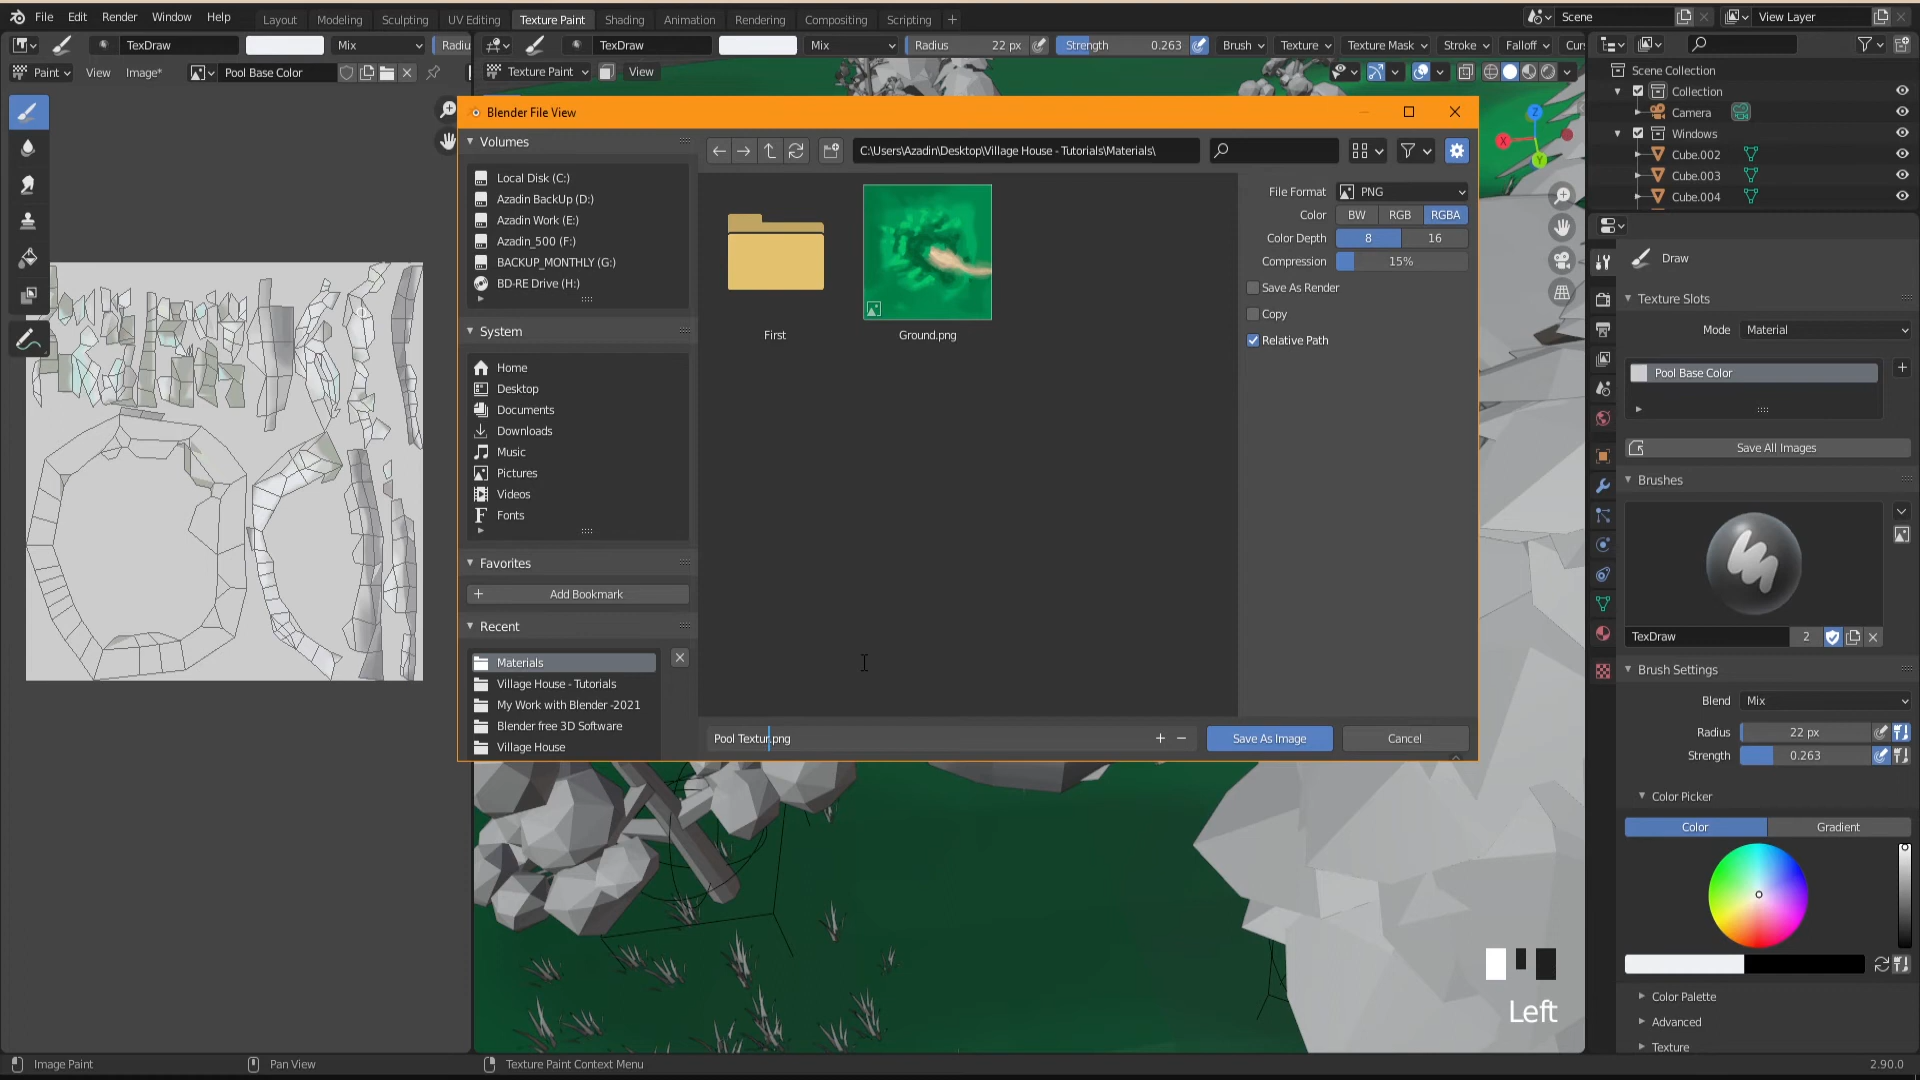 File Edit Render Window Help Layout Modeling Sculpting UV Editing Texture Paint Shading Animation Rendering Compositing Scripting + Scene View Layer
TexDraw Mix Radiu TexDraw Mix Radius 22 px Strength 0.263 Brush Texture Texture Mask Stroke Falloff Cur
Paint View Image* Pool Base Color Texture Paint View
Scene Collection
Collection
Camera
Windows
Cube.002
Cube.003
Cube.004
Blender File View
Volumes
Local Disk (C:)
Azadin BackUp (D:)
Azadin Work (E:)
Azadin_500 (F:)
BACKUP_MONTHLY (G:)
BD-RE Drive (H:)
System
Home
Desktop
Documents
Downloads
Music
Pictures
Videos
Fonts
Favorites
Add Bookmark
Recent
Materials
Village House - Tutorials
My Work with Blender -2021
Blender free 3D Software
Village House
C:\Users\Azadin\Desktop\Village House - Tutorials\Materials\
First
Ground.png
File Format PNG
Color BW RGB RGBA
Color Depth 8 16
Compression 15%
Save As Render
Copy
Relative Path
Pool Textur.png
Save As Image
Cancel
X
Z
Y
Draw
Texture Slots
Mode Material
Pool Base Color
Save All Images
Brushes
TexDraw 2
Brush Settings
Blend Mix
Radius 22 px
Strength 0.263
Color Picker
Color Gradient
Color Palette
Advanced
Texture
Left
Image Paint Pan View Texture Paint Context Menu 2.90.0